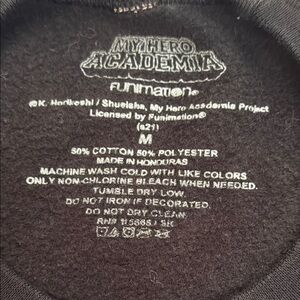 MY HERO
ACADEMIA
FUNIMATION®
©K. Horikoshi / Shueisha, My Hero Academia Project
Licensed by Funimation®
(s21)
M
50% COTTON 50% POLYESTER
MADE IN HONDURAS
MACHINE WASH COLD WITH LIKE COLORS
ONLY NON-CHLORINE BLEACH WHEN NEEDED.
TUMBLE DRY LOW.
DO NOT IRON IF DECORATED.
DO NOT DRY CLEAN
RN#